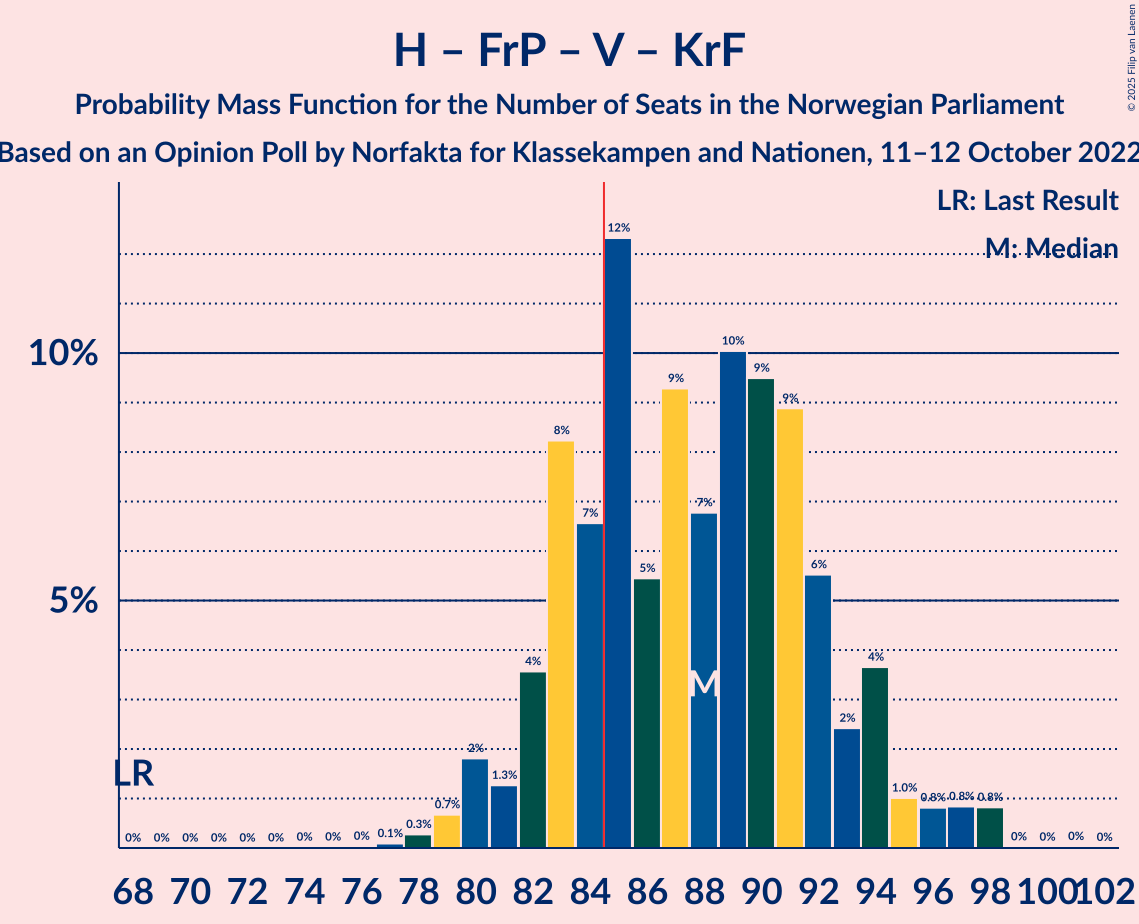 H – FrP – V – KrF
Probability Mass Function for the Number of Seats in the Norwegian Parliament
Based on an Opinion Poll by Norfakta for Klassekampen and Nationen, 11–12 October 2022
© 2025 Filip van Laenen
LR: Last Result
M: Median
10%
5%
LR
M
0% 0% 0% 0% 0% 0% 0% 0% 0% 0.1% 0.3% 0.7% 2% 1.3% 4% 8% 7% 12% 5% 9% 7% 10% 9% 9% 6% 2% 4% 1.0% 0.8% 0.8% 0.8% 0% 0% 0% 0%
68 70 72 74 76 78 80 82 84 86 88 90 92 94 96 98 100 102